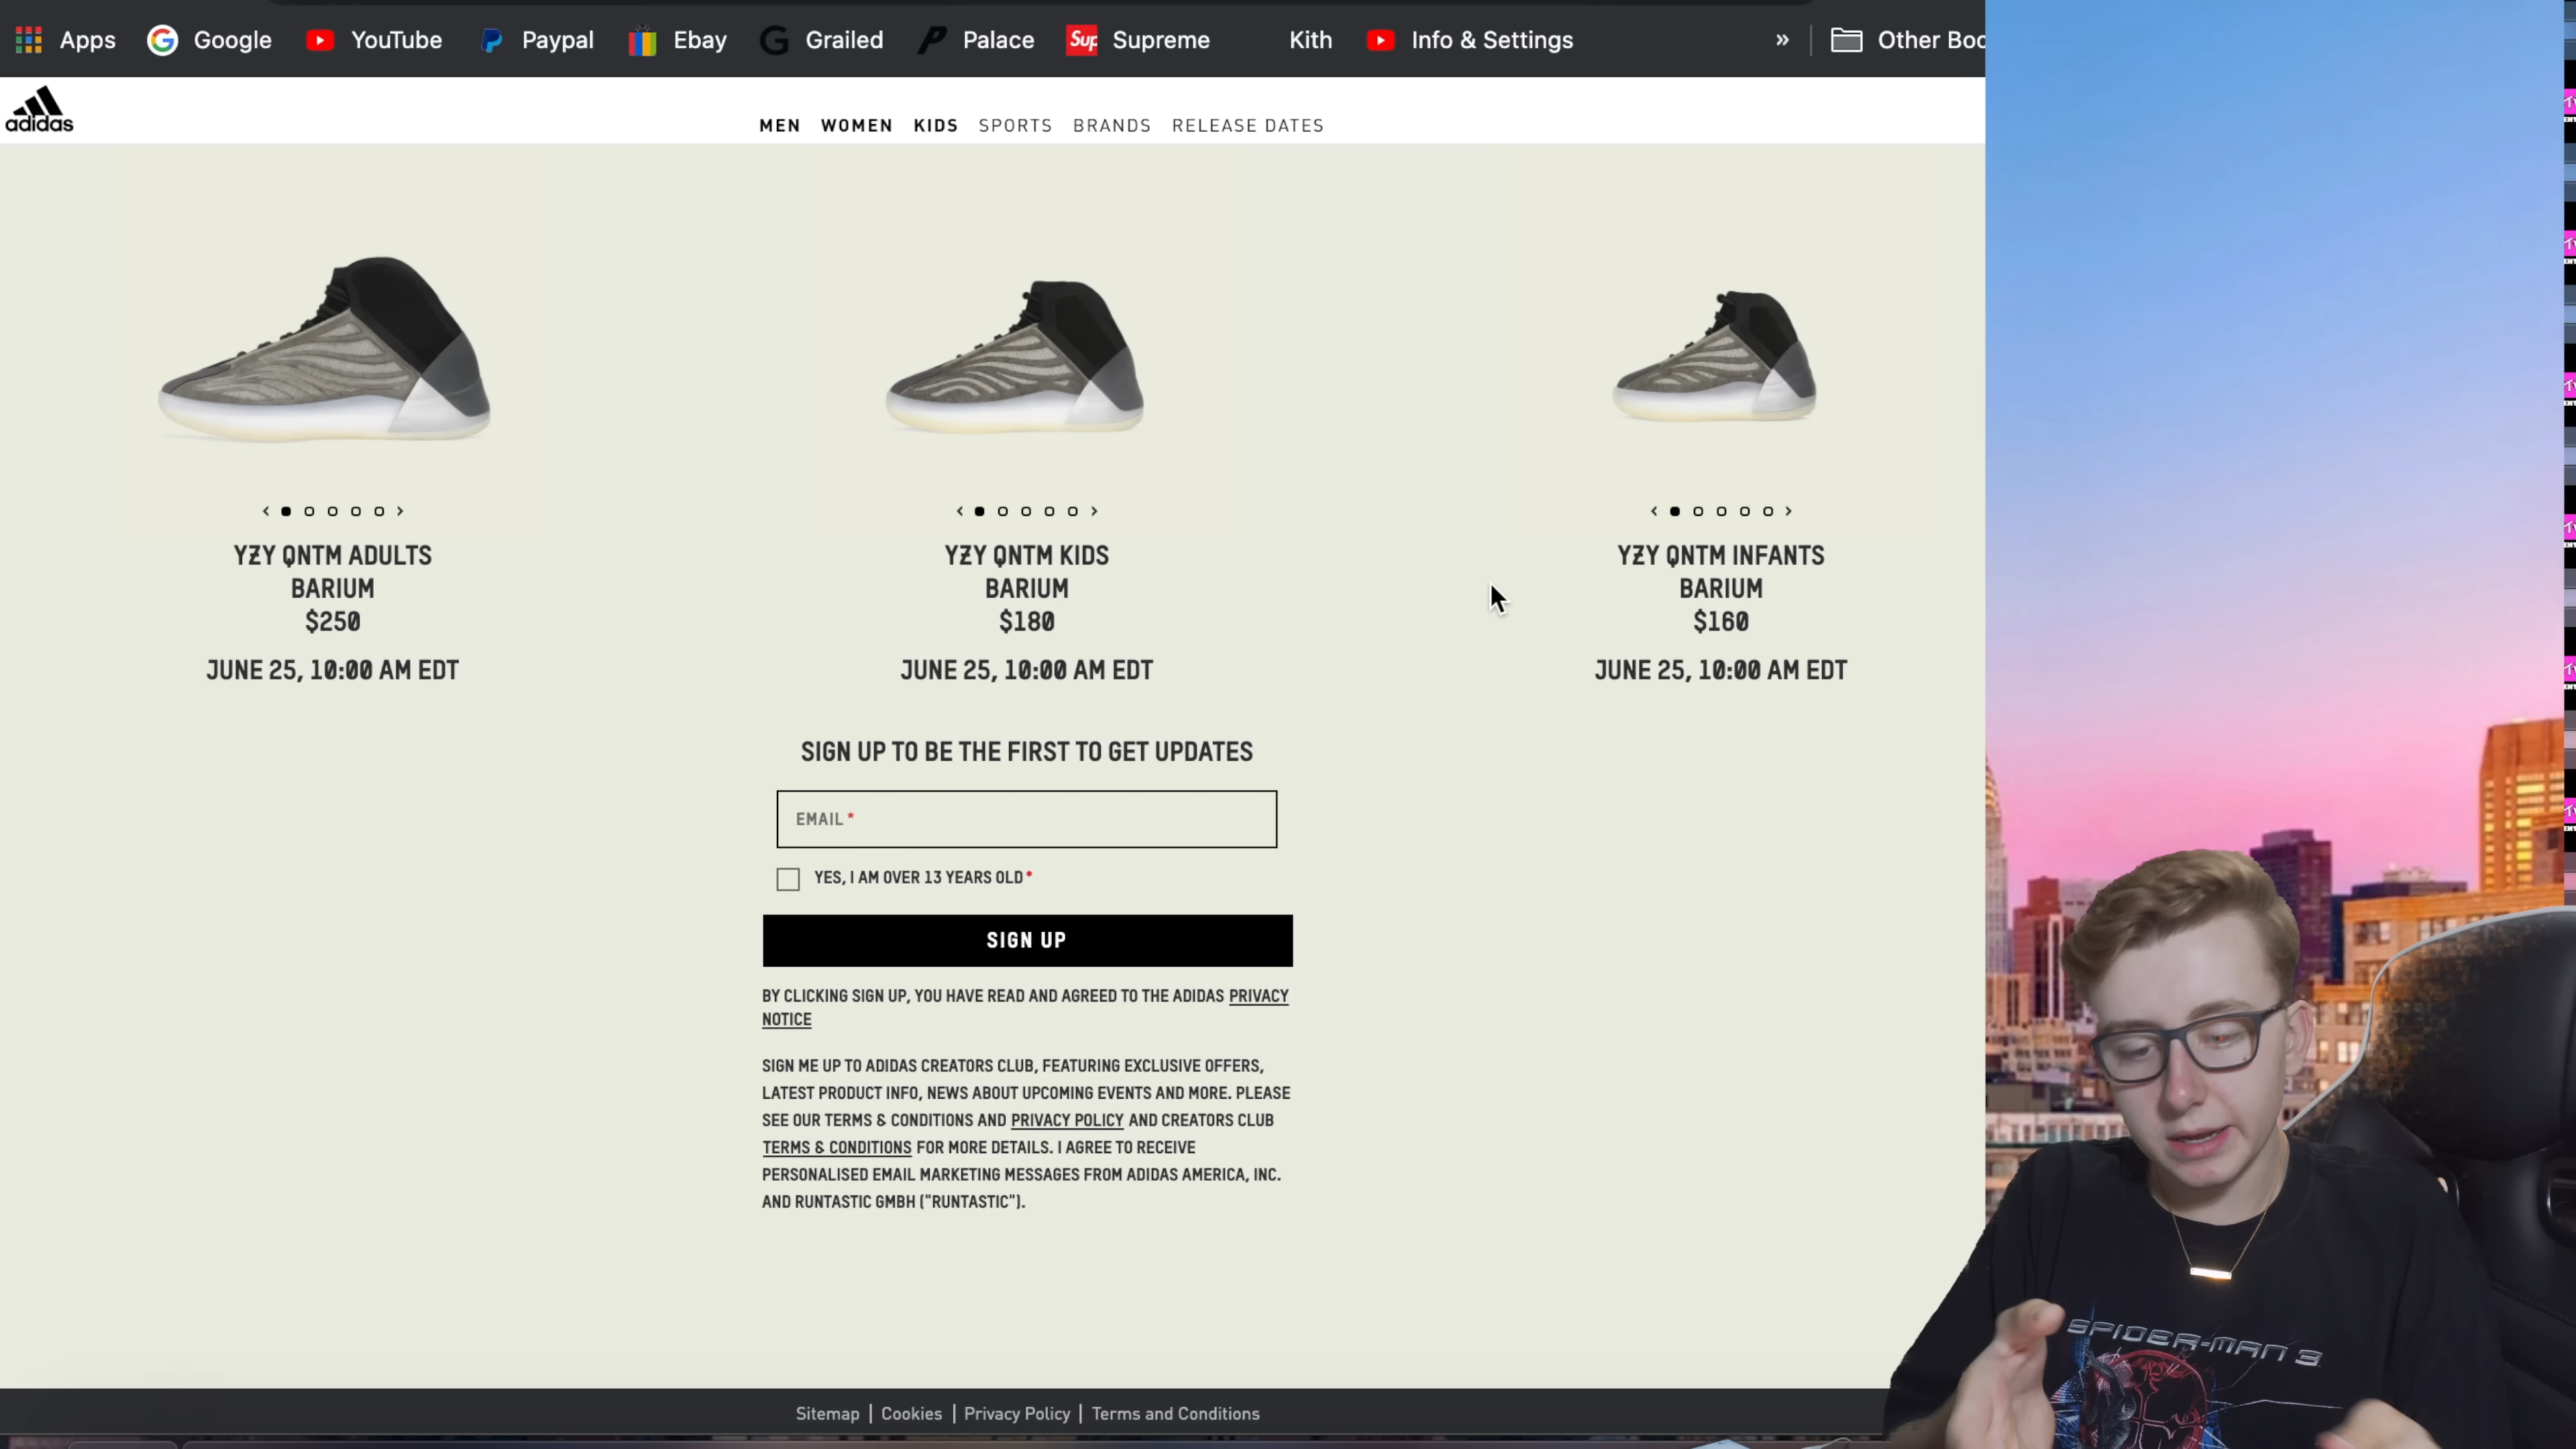 Apps Google YouTube Paypal Ebay Grailed Palace Sup Supreme Kith Info & Settings » Other Boo
adidas
MEN WOMEN KIDS SPORTS BRANDS RELEASE DATES
YƵY QNTM ADULTS
BARIUM
$250
JUNE 25, 10:00 AM EDT
YƵY QNTM KIDS
BARIUM
$180
JUNE 25, 10:00 AM EDT
YƵY QNTM INFANTS
BARIUM
$160
JUNE 25, 10:00 AM EDT
SIGN UP TO BE THE FIRST TO GET UPDATES
EMAIL *
YES, I AM OVER 13 YEARS OLD *
SIGN UP
BY CLICKING SIGN UP, YOU HAVE READ AND AGREED TO THE ADIDAS PRIVACY
NOTICE
SIGN ME UP TO ADIDAS CREATORS CLUB, FEATURING EXCLUSIVE OFFERS,
LATEST PRODUCT INFO, NEWS ABOUT UPCOMING EVENTS AND MORE. PLEASE
SEE OUR TERMS & CONDITIONS AND PRIVACY POLICY AND CREATORS CLUB
TERMS & CONDITIONS FOR MORE DETAILS. I AGREE TO RECEIVE
PERSONALISED EMAIL MARKETING MESSAGES FROM ADIDAS AMERICA, INC.
AND RUNTASTIC GMBH ("RUNTASTIC").
Sitemap | Cookies | Privacy Policy | Terms and Conditions
SPIDER-MAN 3